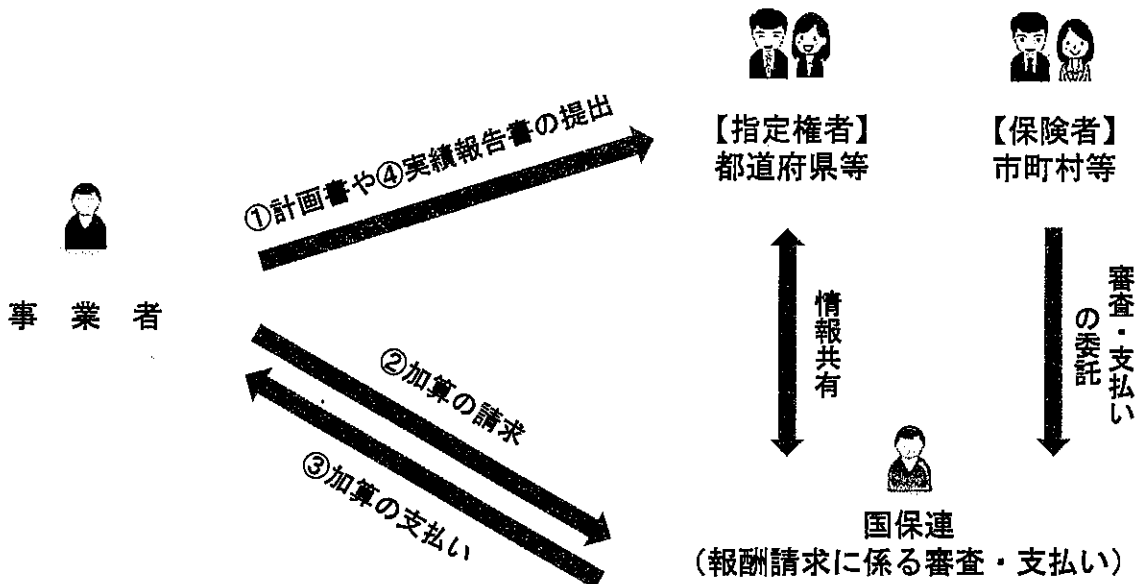 【指定権者】
都道府県等
【保険者】
市町村等
①計画書や④実績報告書の提出
事業者
情報共有
審査・支払い
の委託
②加算の請求
③加算の支払い
国保連
(報酬請求に係る審査・支払い)